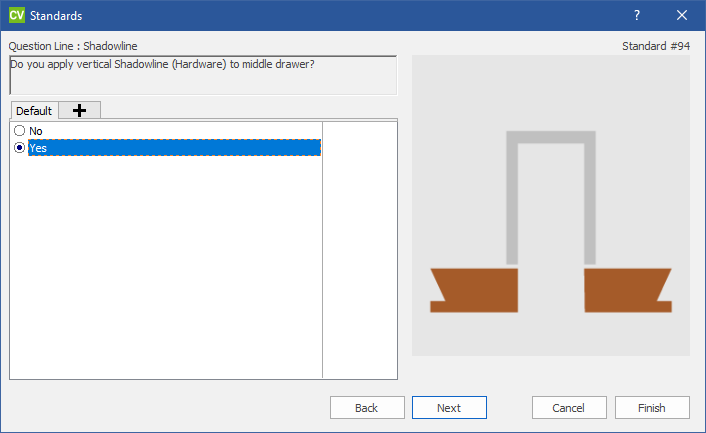 CV Standards ?
Question Line : Shadowline
Standard #94
Do you apply vertical Shadowline (Hardware) to middle drawer?
Default
No
Yes
Back Next Cancel Finish